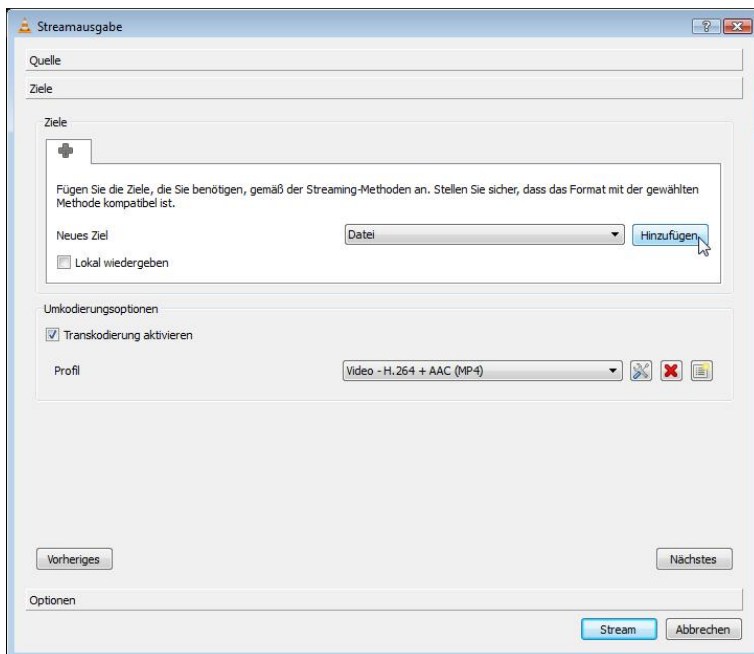 Streamausgabe
Quelle
Ziele
Ziele
Fügen Sie die Ziele, die Sie benötigen, gemäß der Streaming-Methoden an. Stellen Sie sicher, dass das Format mit der gewählten
Methode kompatibel ist.
Neues Ziel Datei Hinzufügen
Lokal wiedergeben
Umkodierungsoptionen
Transkodierung aktivieren
Profil Video - H.264 + AAC (MP4)
Vorheriges Nächstes
Optionen
Stream Abbrechen